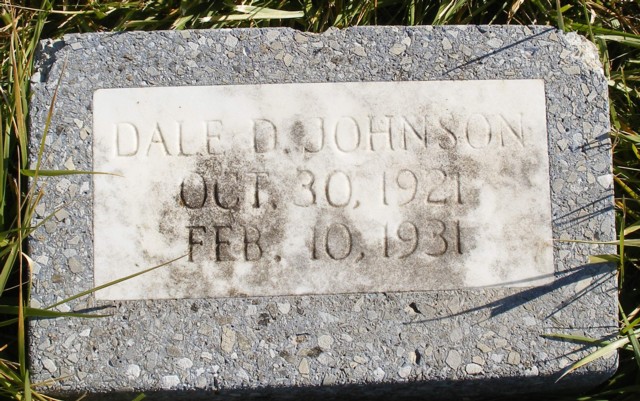 DALE D. JOHNSON
OCT. 30, 1921
FEB. 10, 1931